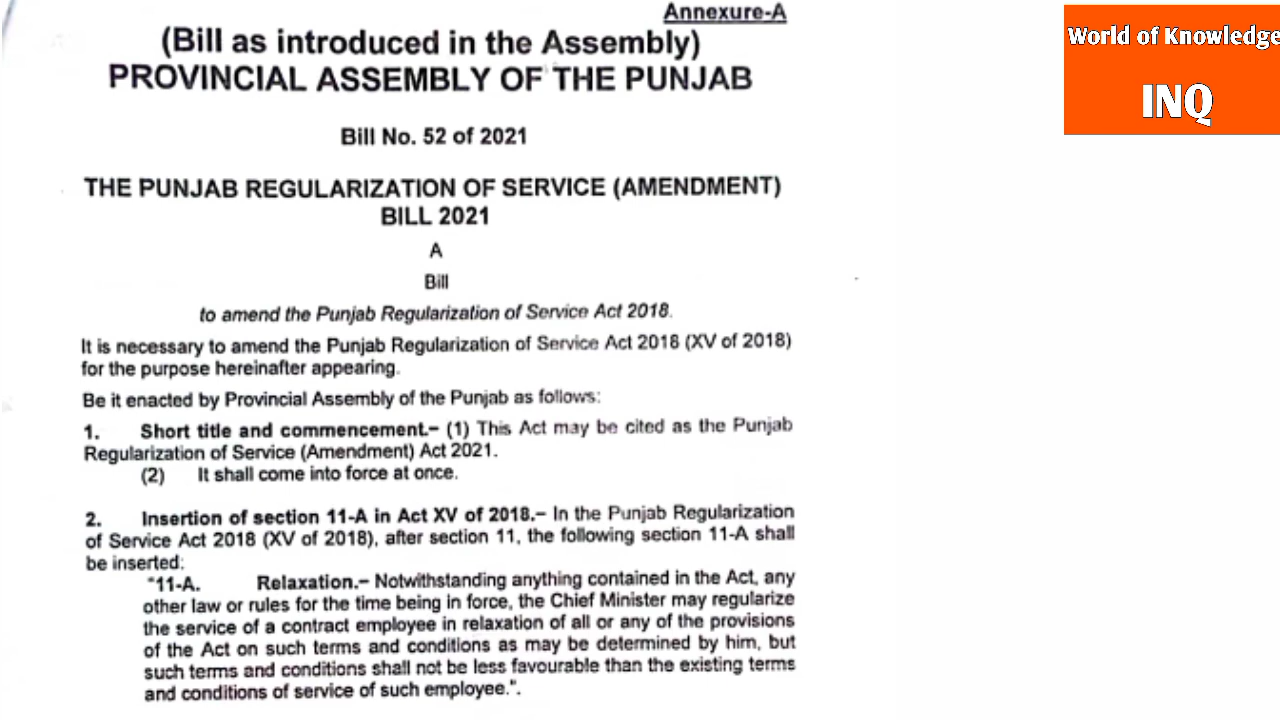 Annexure-A
(Bill as introduced in the Assembly)
PROVINCIAL ASSEMBLY OF THE PUNJAB
Bill No. 52 of 2021
THE PUNJAB REGULARIZATION OF SERVICE (AMENDMENT)
BILL 2021
A
Bill
to amend the Punjab Regularization of Service Act 2018.
It is necessary to amend the Punjab Regularization of Service Act 2018 (XV of 2018)
for the purpose hereinafter appearing.
Be it enacted by Provincial Assembly of the Punjab as follows:
1. Short title and commencement.– (1) This Act may be cited as the Punjab
Regularization of Service (Amendment) Act 2021.
(2) It shall come into force at once.
2. Insertion of section 11-A in Act XV of 2018.– In the Punjab Regularization
of Service Act 2018 (XV of 2018), after section 11, the following section 11-A shall
be inserted:
"11-A. Relaxation.– Notwithstanding anything contained in the Act, any
other law or rules for the time being in force, the Chief Minister may regularize
the service of a contract employee in relaxation of all or any of the provisions
of the Act on such terms and conditions as may be determined by him, but
such terms and conditions shall not be less favourable than the existing terms
and conditions of service of such employee.".
World of Knowledge
INQ